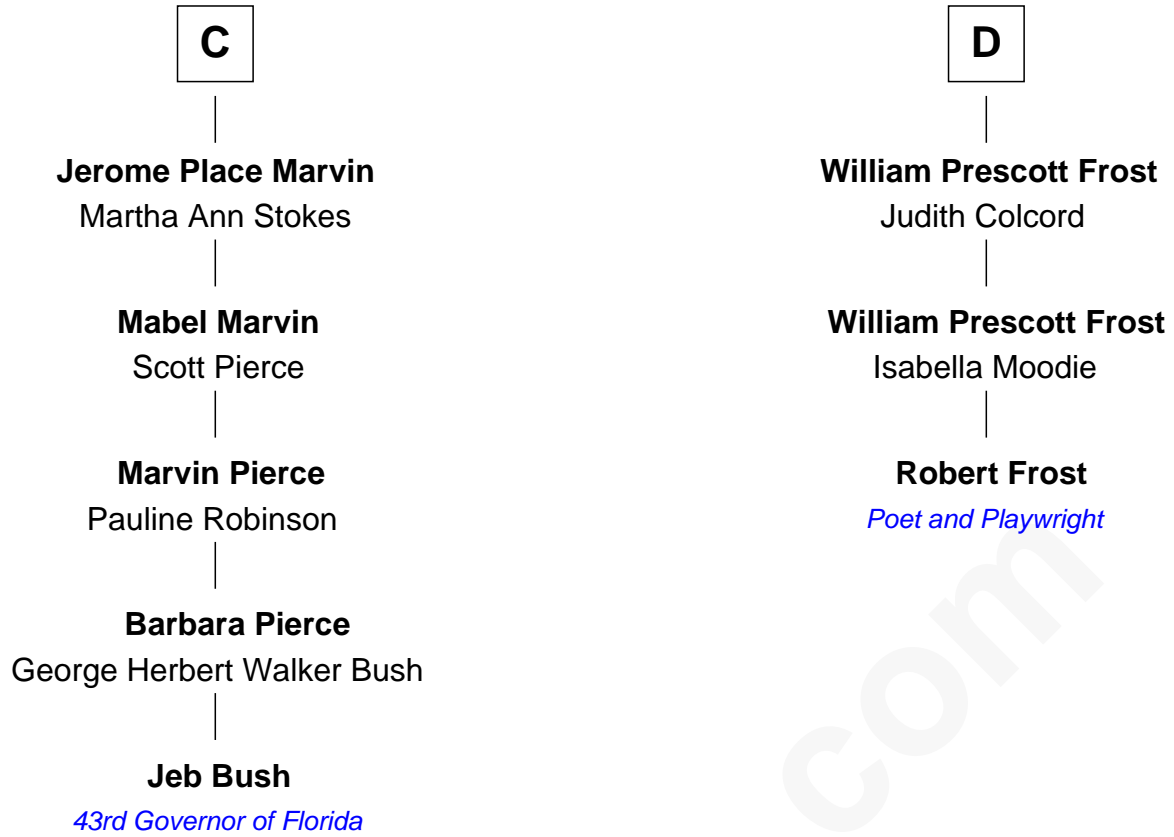 C
Jerome Place Marvin
Martha Ann Stokes
Mabel Marvin
Scott Pierce
Marvin Pierce
Pauline Robinson
Barbara Pierce
George Herbert Walker Bush
Jeb Bush
43rd Governor of Florida
D
William Prescott Frost
Judith Colcord
William Prescott Frost
Isabella Moodie
Robert Frost
Poet and Playwright
com